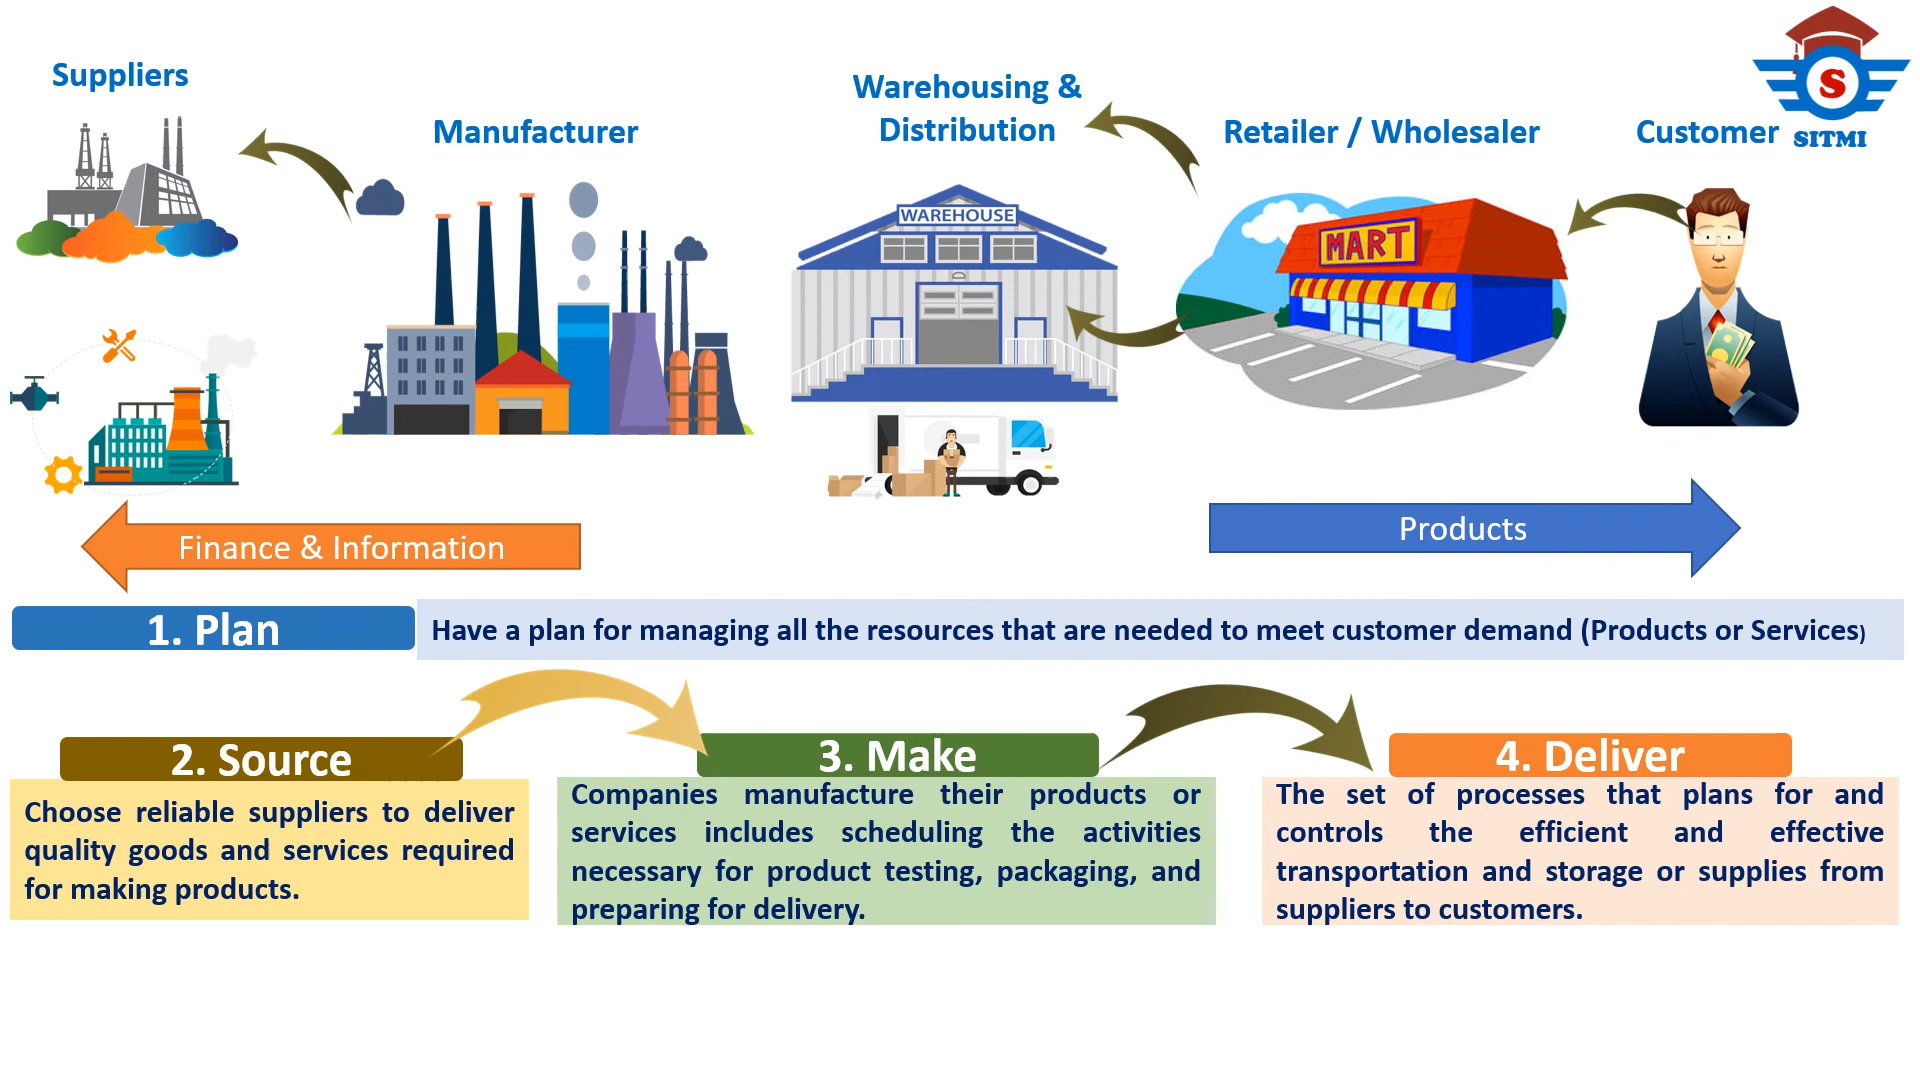 Suppliers
Manufacturer
Warehousing &
Distribution
Retailer / Wholesaler
Customer
S
SITMI
WAREHOUSE
MART
Finance & Information
Products
1. Plan
Have a plan for managing all the resources that are needed to meet customer demand (Products or Services)
2. Source
Choose reliable suppliers to deliver
quality goods and services required
for making products.
3. Make
Companies manufacture their products or
services includes scheduling the activities
necessary for product testing, packaging, and
preparing for delivery.
4. Deliver
The set of processes that plans for and
controls the efficient and effective
transportation and storage or supplies from
suppliers to customers.